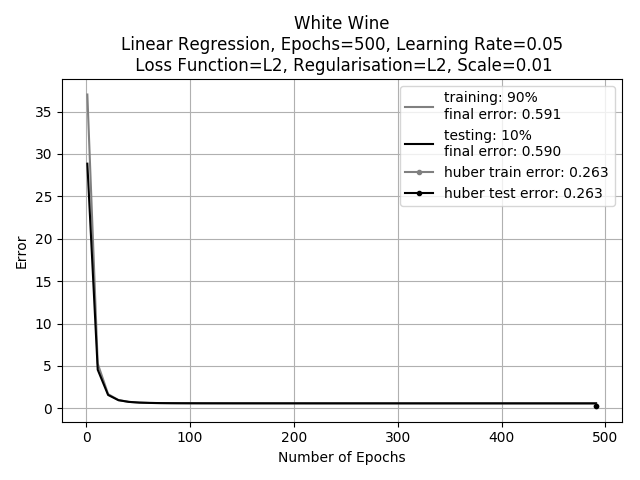 White Wine
Linear Regression, Epochs=500, Learning Rate=0.05
Loss Function=L2, Regularisation=L2, Scale=0.01
training: 90%
final error: 0.591
testing: 10%
final error: 0.590
huber train error: 0.263
huber test error: 0.263
Error
35
30
25
20
15
10
5
0
0 100 200 300 400 500
Number of Epochs